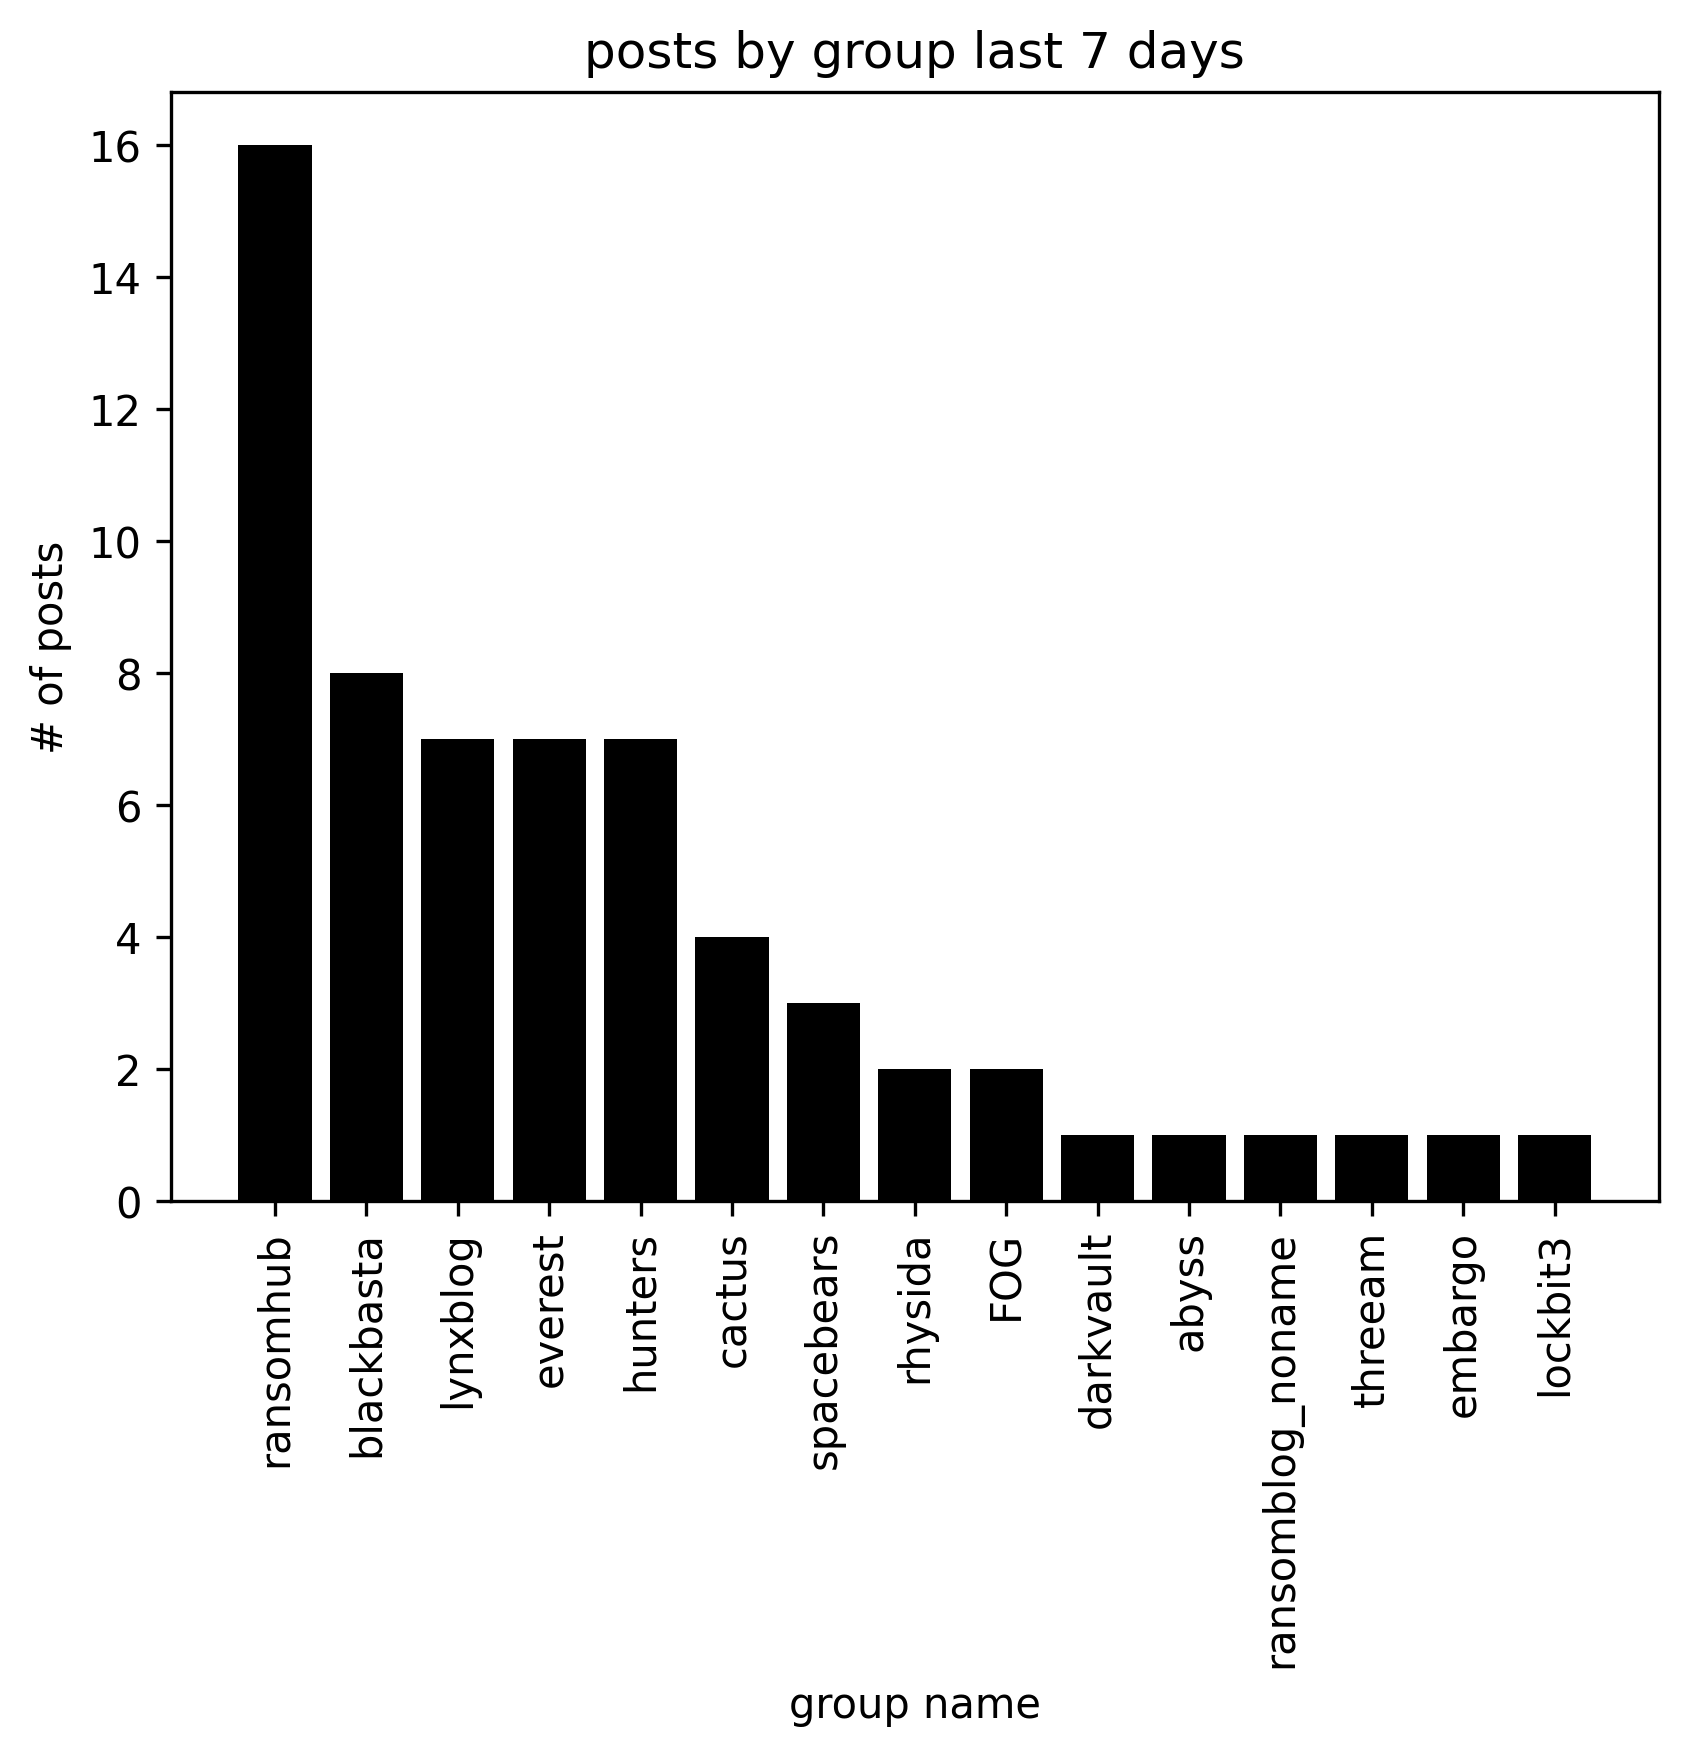 posts by group last 7 days
# of posts
16
14
12
10
8
6
4
2
0
ransomhub
blackbasta
lynxblog
everest
hunters
cactus
spacebears
rhysida
FOG
darkvault
abyss
ransomblog_noname
threeam
embargo
lockbit3
group name